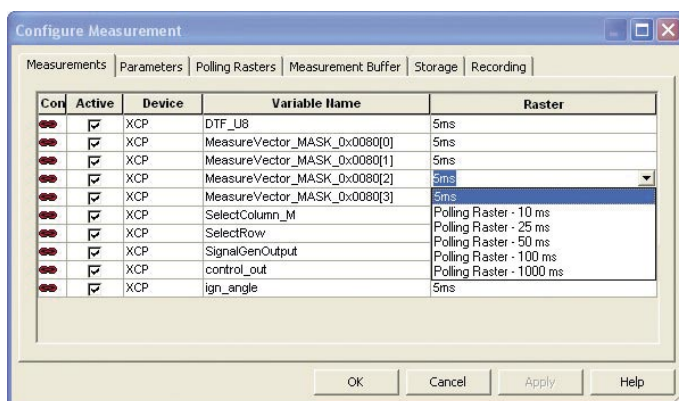 Configure Measurement
Measurements Parameters Polling Rasters Measurement Buffer Storage Recording
Con Active Device Variable Name Raster
XCP DTF_U8 5ms
XCP MeasureVector_MASK_0x0080[0] 5ms
XCP MeasureVector_MASK_0x0080[1] 5ms
XCP MeasureVector_MASK_0x0080[2] 5ms
XCP MeasureVector_MASK_0x0080[3] 5ms
XCP SelectColumn_M Polling Raster - 10 ms
XCP SelectRow Polling Raster - 25 ms
Polling Raster - 50 ms
XCP SignalGenOutput Polling Raster - 100 ms
XCP control_out Polling Raster - 1000 ms
XCP ign_angle 5ms
OK Cancel Apply Help